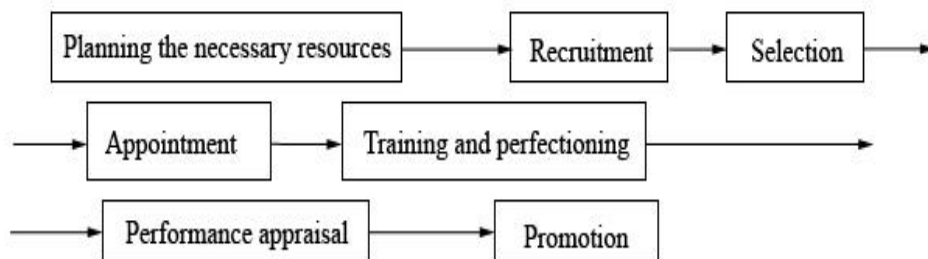 Planning the necessary resources Recruitment Selection
Appointment Training and perfectioning
Performance appraisal Promotion